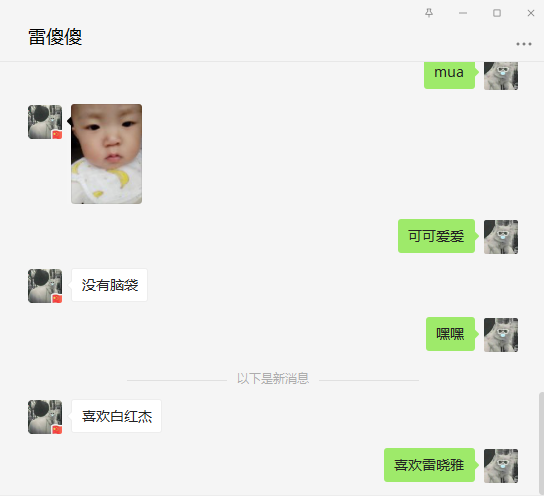 雷傻傻
mua
可可爱爱
没有脑袋
嘿嘿
以下是新消息
喜欢白红杰
喜欢雷晓雅